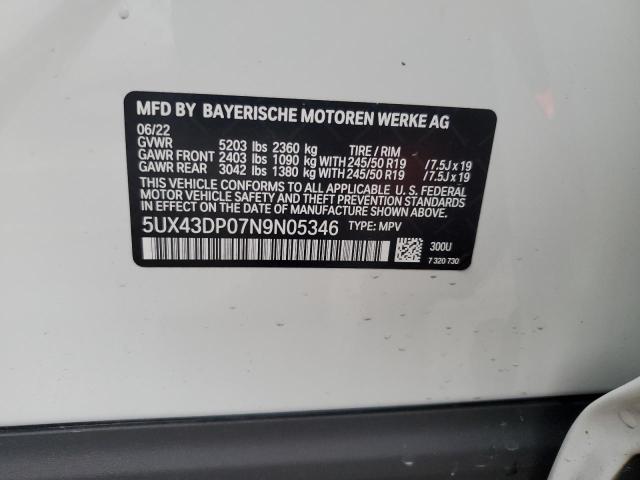 MFD BY BAYERISCHE MOTOREN WERKE AG
06/22
GVWR 5203 lbs 2360 kg TIRE / RIM
GAWR FRONT 2403 lbs 1090 kg WITH 245/50 R19 /7.5J x 19
GAWR REAR 3042 lbs 1380 kg WITH 245/50 R19 /7.5J x 19
THIS VEHICLE CONFORMS TO ALL APPLICABLE U. S. FEDERAL
MOTOR VEHICLE SAFETY AND THEFT PREVENTION STANDARDS
IN EFFECT ON THE DATE OF MANUFACTURE SHOWN ABOVE.
5UX43DP07N9N05346 TYPE: MPV
300U
7 320 730